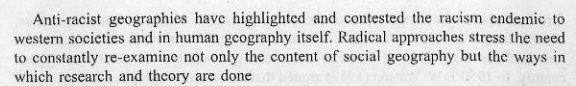 Anti-racist geographies have highlighted and contested the racism endemic to
western societies and in human geography itself. Radical approaches stress the need
to constantly re-examine not only the content of social geography but the ways in
which research and theory are done